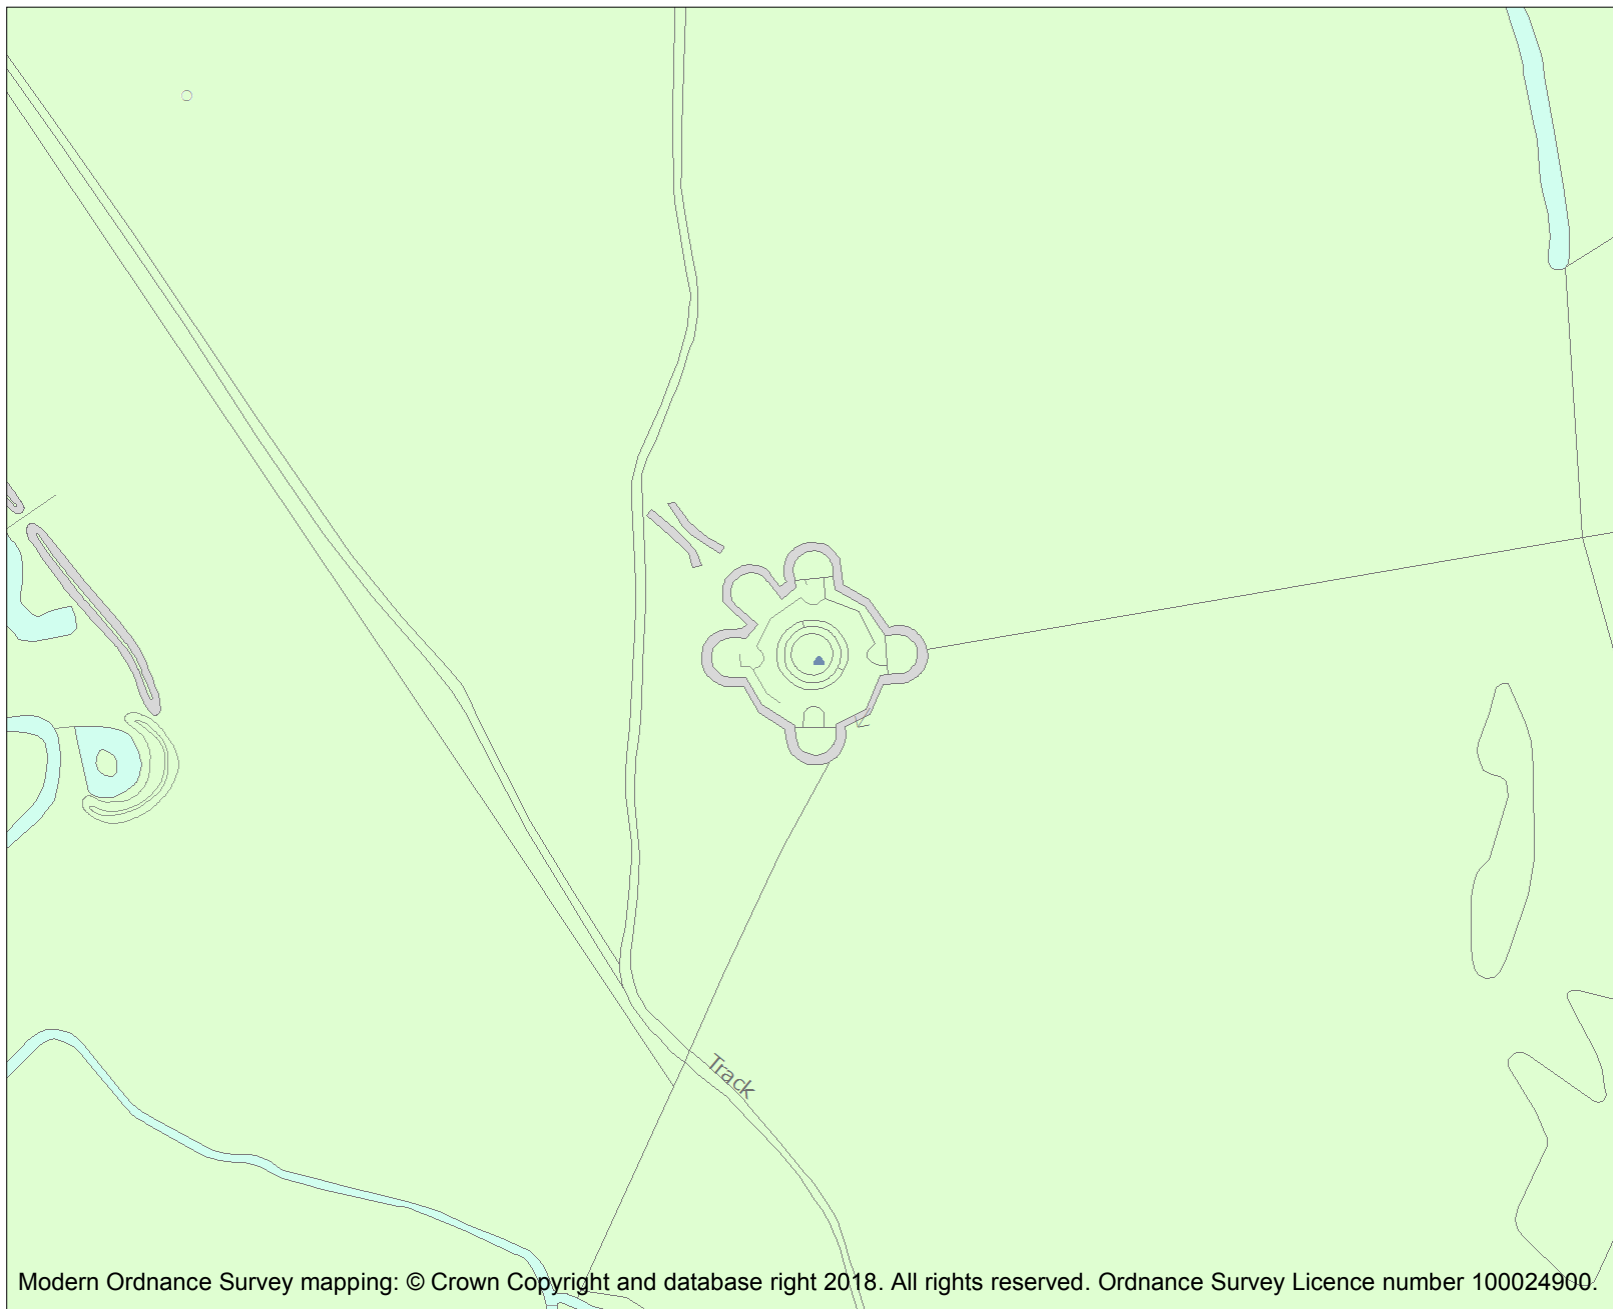 Track
Modern Ordnance Survey mapping: © Crown Copyright and database right 2018. All rights reserved. Ordnance Survey Licence number 100024900.